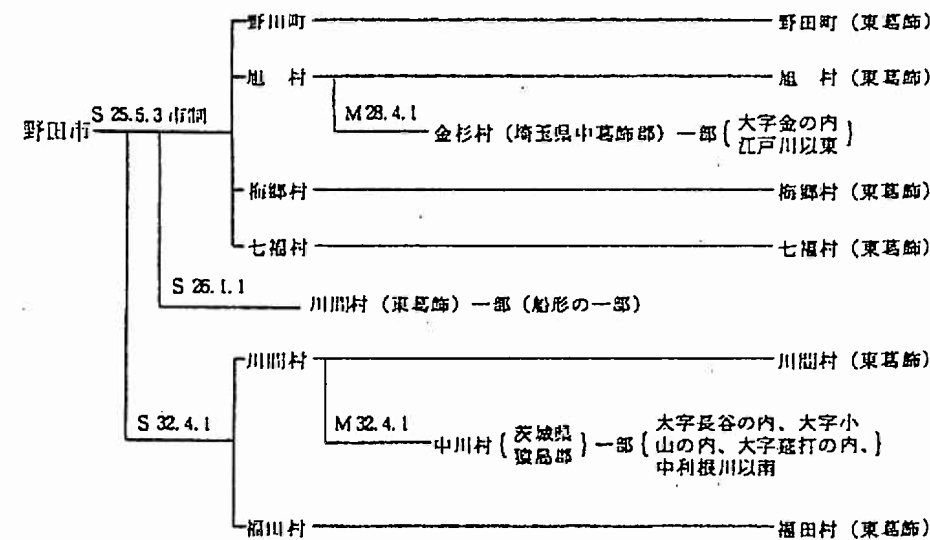 野田町 野田町 (東葛飾)
旭 村 旭 村 (東葛飾)
S 25.5.3 市制
M 28.4.1
野田市
金杉村 (埼玉県中葛飾郡) 一部 { 大字金の内 江戸川以東 }
梅郷村 梅郷村 (東葛飾)
七福村 七福村 (東葛飾)
S 26.1.1
川間村 (東葛飾) 一部 (船形の一部)
川間村 川間村 (東葛飾)
S 32.4.1
M 32.4.1
中川村 { 茨城県 猿島郡 } 一部 { 大字長谷の内、大字小
山の内、大字莚打の内、}
中利根川以南
福田村 福田村 (東葛飾)